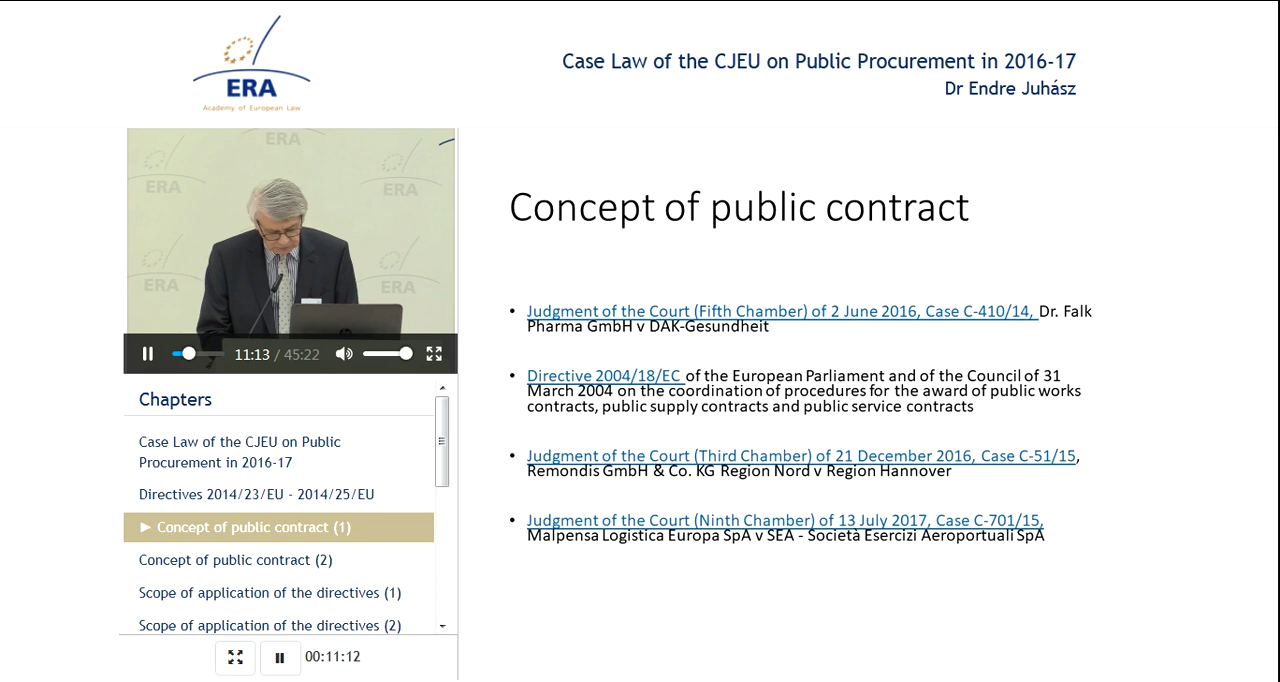 ERA
Academy of European Law
Case Law of the CJEU on Public Procurement in 2016-17
Dr Endre Juhász
ERA
ERA
ERA
ERA
ERA
11:13 / 45:22
Chapters
Case Law of the CJEU on Public
Procurement in 2016-17
Directives 2014/23/EU - 2014/25/EU
► Concept of public contract (1)
Concept of public contract (2)
Scope of application of the directives (1)
Scope of application of the directives (2)
00:11:12
Concept of public contract
• Judgment of the Court (Fifth Chamber) of 2 June 2016, Case C-410/14, Dr. Falk
Pharma GmbH v DAK-Gesundheit
• Directive 2004/18/EC of the European Parliament and of the Council of 31
March 2004 on the coordination of procedures for the award of public works
contracts, public supply contracts and public service contracts
• Judgment of the Court (Third Chamber) of 21 December 2016, Case C-51/15,
Remondis GmbH & Co. KG Region Nord v Region Hannover
• Judgment of the Court (Ninth Chamber) of 13 July 2017, Case C-701/15,
Malpensa Logistica Europa SpA v SEA - Società Esercizi Aeroportuali SpA